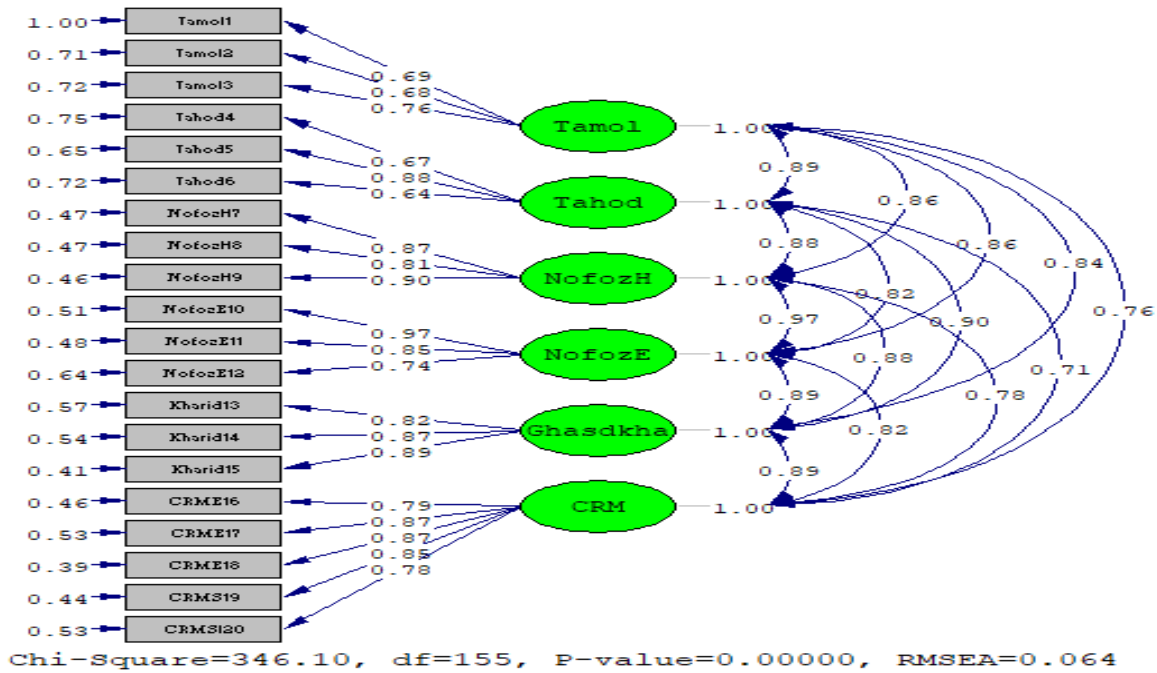 1.00 Tamol1
0.71 Tamol2
0.72 Tamol3
0.75 Tahod4
0.65 Tahod5
0.72 Tahod6
0.47 NofozH7
0.47 NofozH8
0.46 NofozH9
0.51 NofozE10
0.48 NofozE11
0.64 NofozE12
0.57 Kharid13
0.54 Kharid14
0.41 Kharid15
0.46 CRME16
0.53 CRME17
0.39 CRME18
0.44 CRMS19
0.53 CRMSl20
0.69
0.68
0.76
0.67
0.88
0.64
0.87
0.81
0.90
0.97
0.85
0.74
0.82
0.87
0.89
0.79
0.87
0.87
0.85
0.78
Tamol 1.00
Tahod 1.00
NofozH 1.00
NofozE 1.00
Ghasdkha 1.00
CRM 1.00
0.89
0.86
0.88
0.86
0.84
0.82
0.76
0.97
0.90
0.88
0.71
0.89
0.78
0.82
0.89
Chi-Square=346.10, df=155, P-value=0.00000, RMSEA=0.064